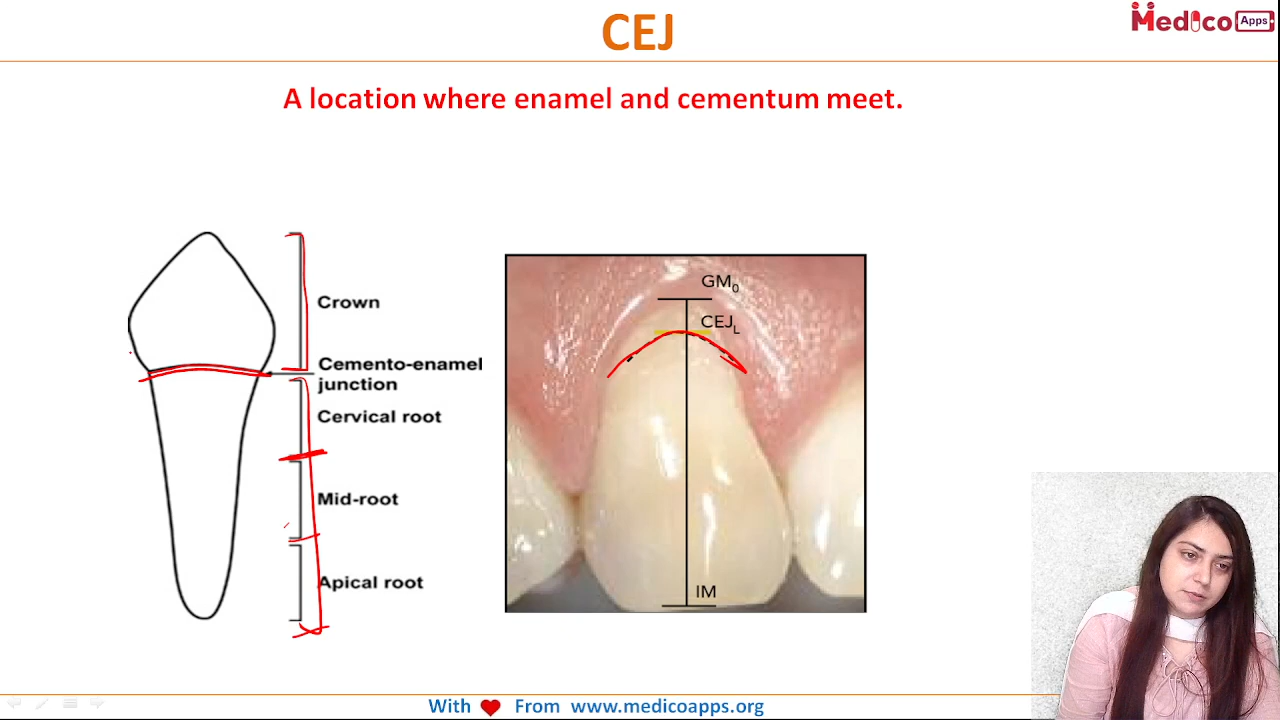 CEJ
Medico Apps
A location where enamel and cementum meet.
Crown
Cemento-enamel
junction
Cervical root
Mid-root
Apical root
GM0
CEJL
IM
With From www.medicoapps.org